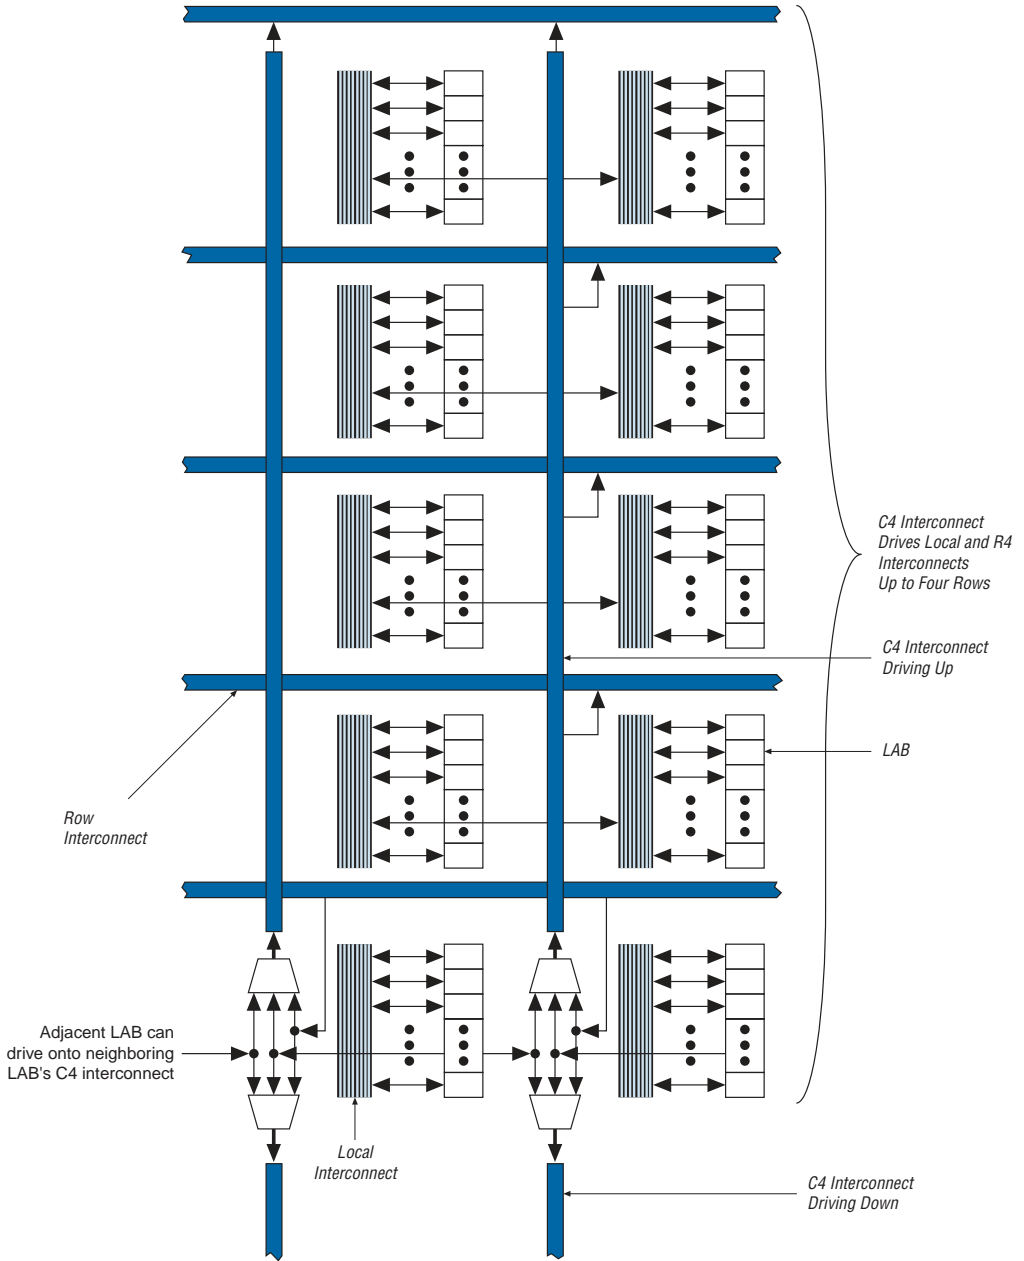 C4 Interconnect
Drives Local and R4
Interconnects
Up to Four Rows
C4 Interconnect
Driving Up
LAB
Row
Interconnect
Adjacent LAB can
drive onto neighboring
LAB's C4 interconnect
Local
Interconnect
C4 Interconnect
Driving Down